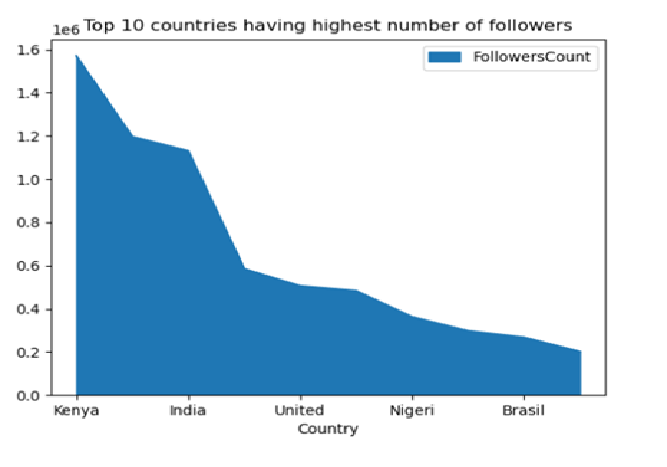 1e6 Top 10 countries having highest number of followers
FollowersCount
1.6
1.4
1.2
1.0
0.8
0.6
0.4
0.2
0.0
Kenya India United Nigeri Brasil
Country